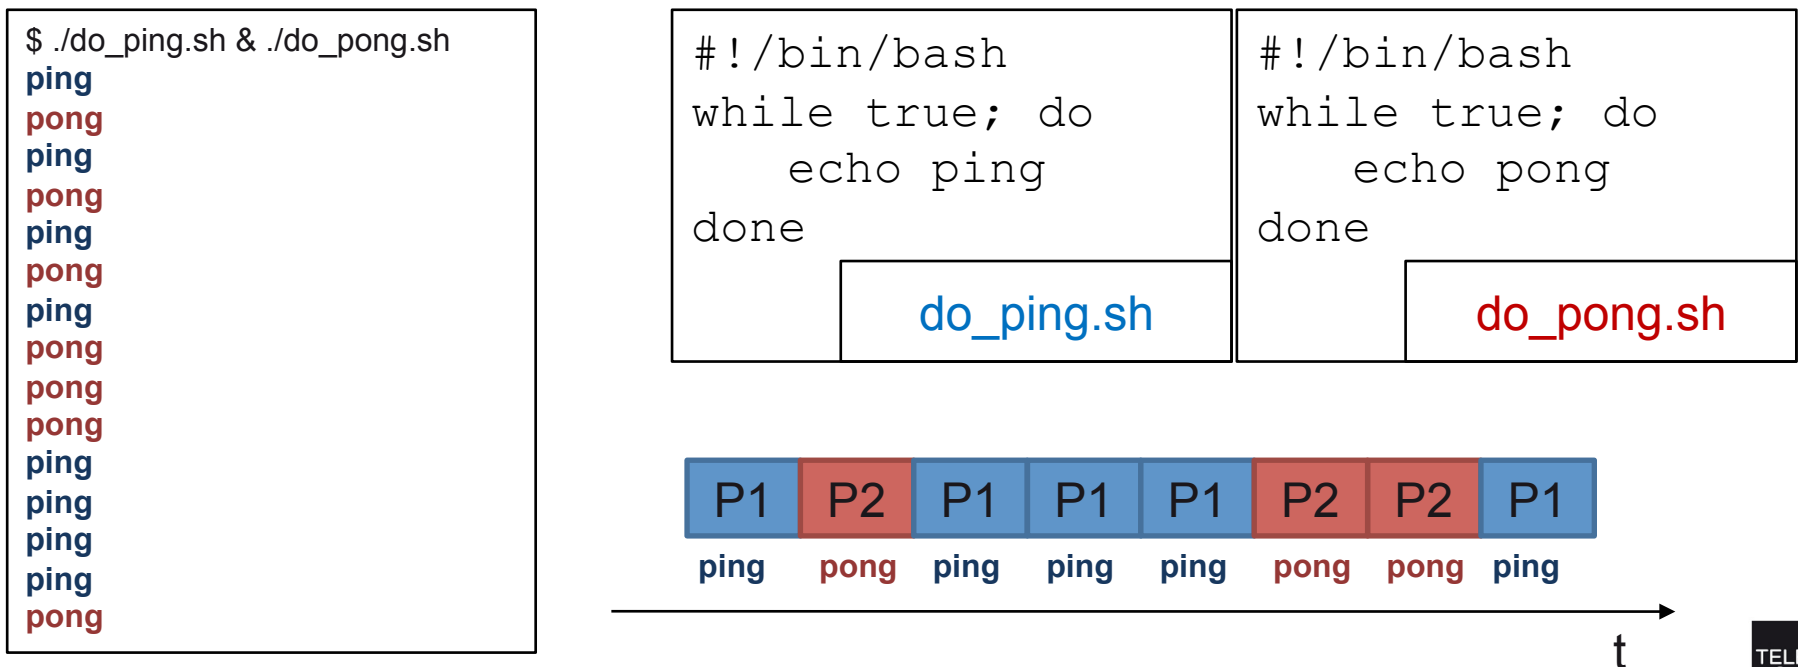 $ ./do_ping.sh & ./do_pong.sh
ping
pong
ping
pong
ping
pong
ping
pong
pong
pong
ping
ping
ping
ping
pong
#!/bin/bash
while true; do
echo ping
done
do_ping.sh
#!/bin/bash
while true; do
echo pong
done
do_pong.sh
P1 P2 P1 P1 P1 P2 P2 P1
ping pong ping ping ping pong pong ping
t